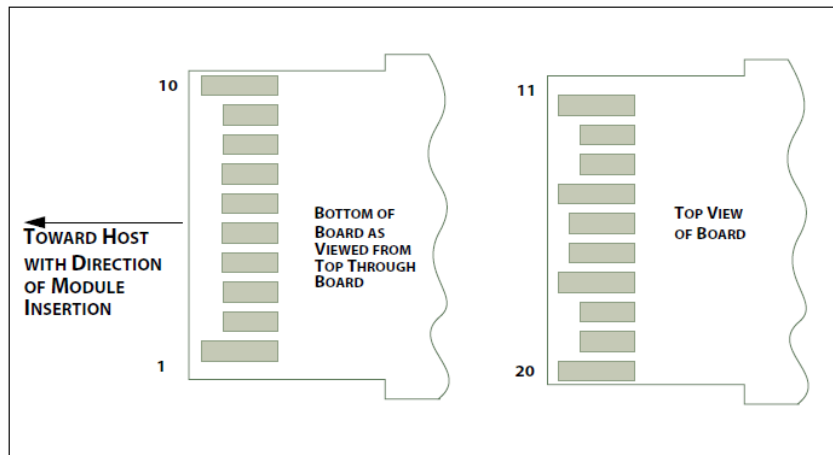 10
1
TOWARD HOST
WITH DIRECTION
OF MODULE
INSERTION
BOTTOM OF
BOARD AS
VIEWED FROM
TOP THROUGH
BOARD
11
20
TOP VIEW
OF BOARD